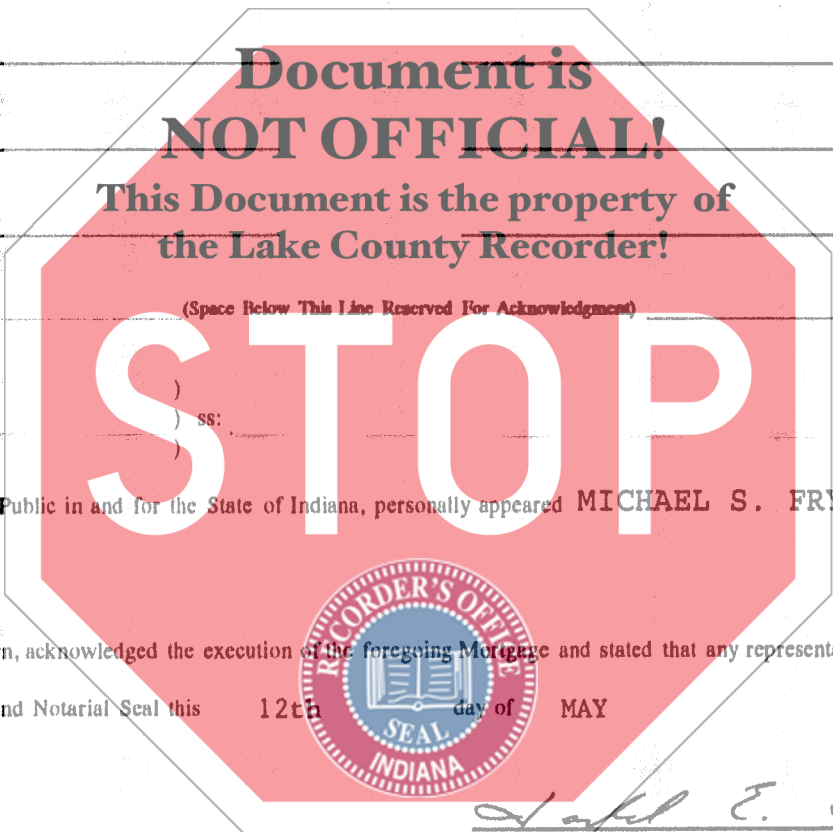 Document is
NOT OFFICIAL!
This Document is the property of
the Lake County Recorder!
(Space Below This Line Reserved For Acknowledgment)
STOP
)
) ss:
)
Public in and for the State of Indiana, personally appeared MICHAEL S. FRY
n, acknowledged the execution of the foregoing Mortgage and stated that any represent
nd Notarial Seal this 12th day of MAY
RECORDER'S OFFICE
SEAL
INDIANA
E.